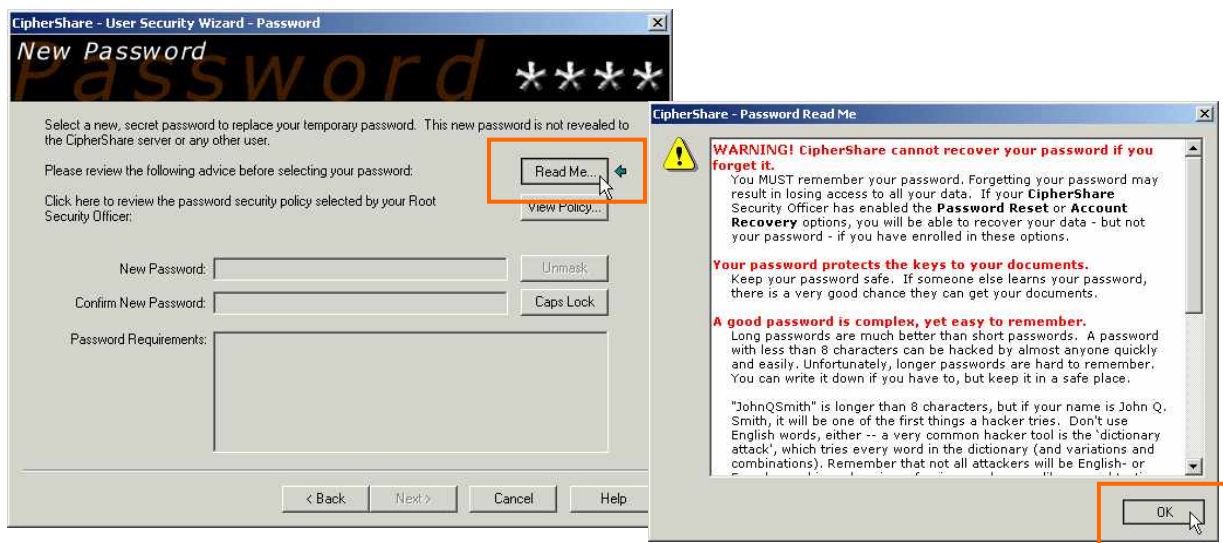 CipherShare - User Security Wizard - Password
New Password
Password
****
Select a new, secret password to replace your temporary password. This new password is not revealed to
the CipherShare server or any other user.
Please review the following advice before selecting your password:
Read Me...
Click here to review the password security policy selected by your Root
Security Officer:
View Policy...
New Password:
Unmask
Confirm New Password:
Caps Lock
Password Requirements:
< Back
Next >
Cancel
Help
CipherShare - Password Read Me
WARNING! CipherShare cannot recover your password if you
forget it.
You MUST remember your password. Forgetting your password may
result in losing access to all your data. If your CipherShare
Security Officer has enabled the Password Reset or Account
Recovery options, you will be able to recover your data - but not
your password - if you have enrolled in these options.
Your password protects the keys to your documents.
Keep your password safe. If someone else learns your password,
there is a very good chance they can get your documents.
A good password is complex, yet easy to remember.
Long passwords are much better than short passwords. A password
with less than 8 characters can be hacked by almost anyone quickly
and easily. Unfortunately, longer passwords are hard to remember.
You can write it down if you have to, but keep it in a safe place.
"JohnQSmith" is longer than 8 characters, but if your name is John Q.
Smith, it will be one of the first things a hacker tries. Don't use
English words, either -- a very common hacker tool is the `dictionary
attack', which tries every word in the dictionary (and variations and
combinations). Remember that not all attackers will be English- or
OK